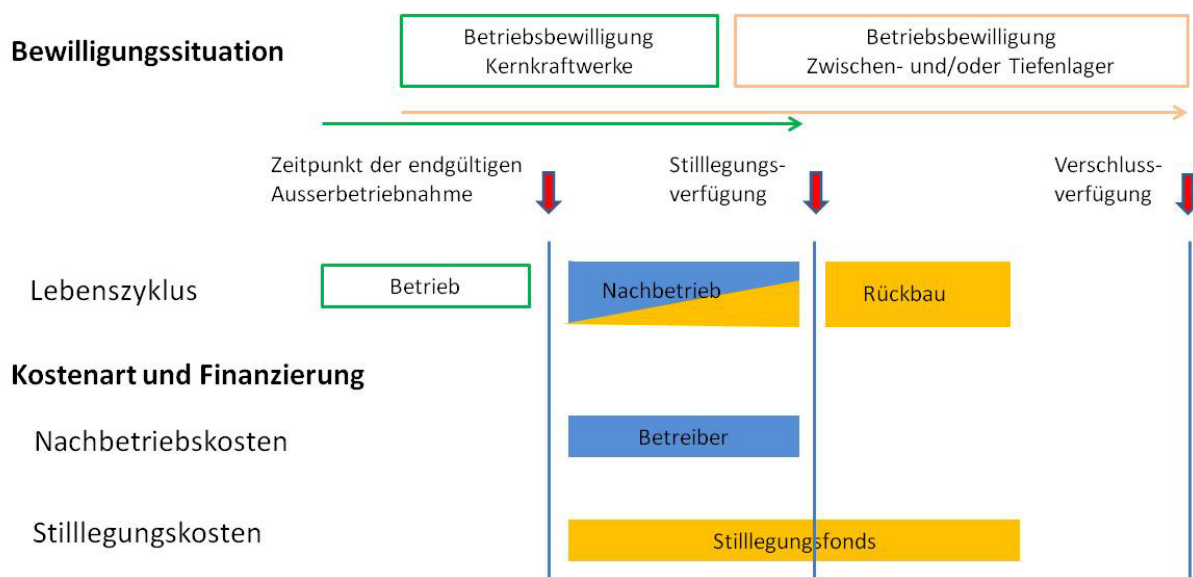 Bewilligungssituation
Betriebsbewilligung
Kernkraftwerke
Betriebsbewilligung
Zwischen- und/oder Tiefenlager
Zeitpunkt der endgültigen
Ausserbetriebnahme
Stilllegungs-
verfügung
Verschluss-
verfügung
Lebenszyklus
Betrieb
Nachbetrieb
Rückbau
Kostenart und Finanzierung
Nachbetriebskosten
Betreiber
Stilllegungskosten
Stilllegungsfonds